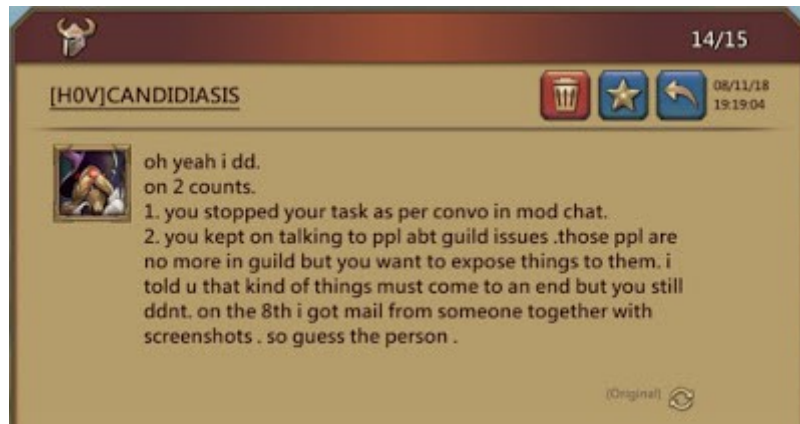 14/15
[H0V]CANDIDIASIS
08/11/18
19:19:04
oh yeah i dd.
on 2 counts.
1. you stopped your task as per convo in mod chat.
2. you kept on talking to ppl abt guild issues .those ppl are
no more in guild but you want to expose things to them. i
told u that kind of things must come to an end but you still
ddnt. on the 8th i got mail from someone together with
screenshots . so guess the person .
(Original)